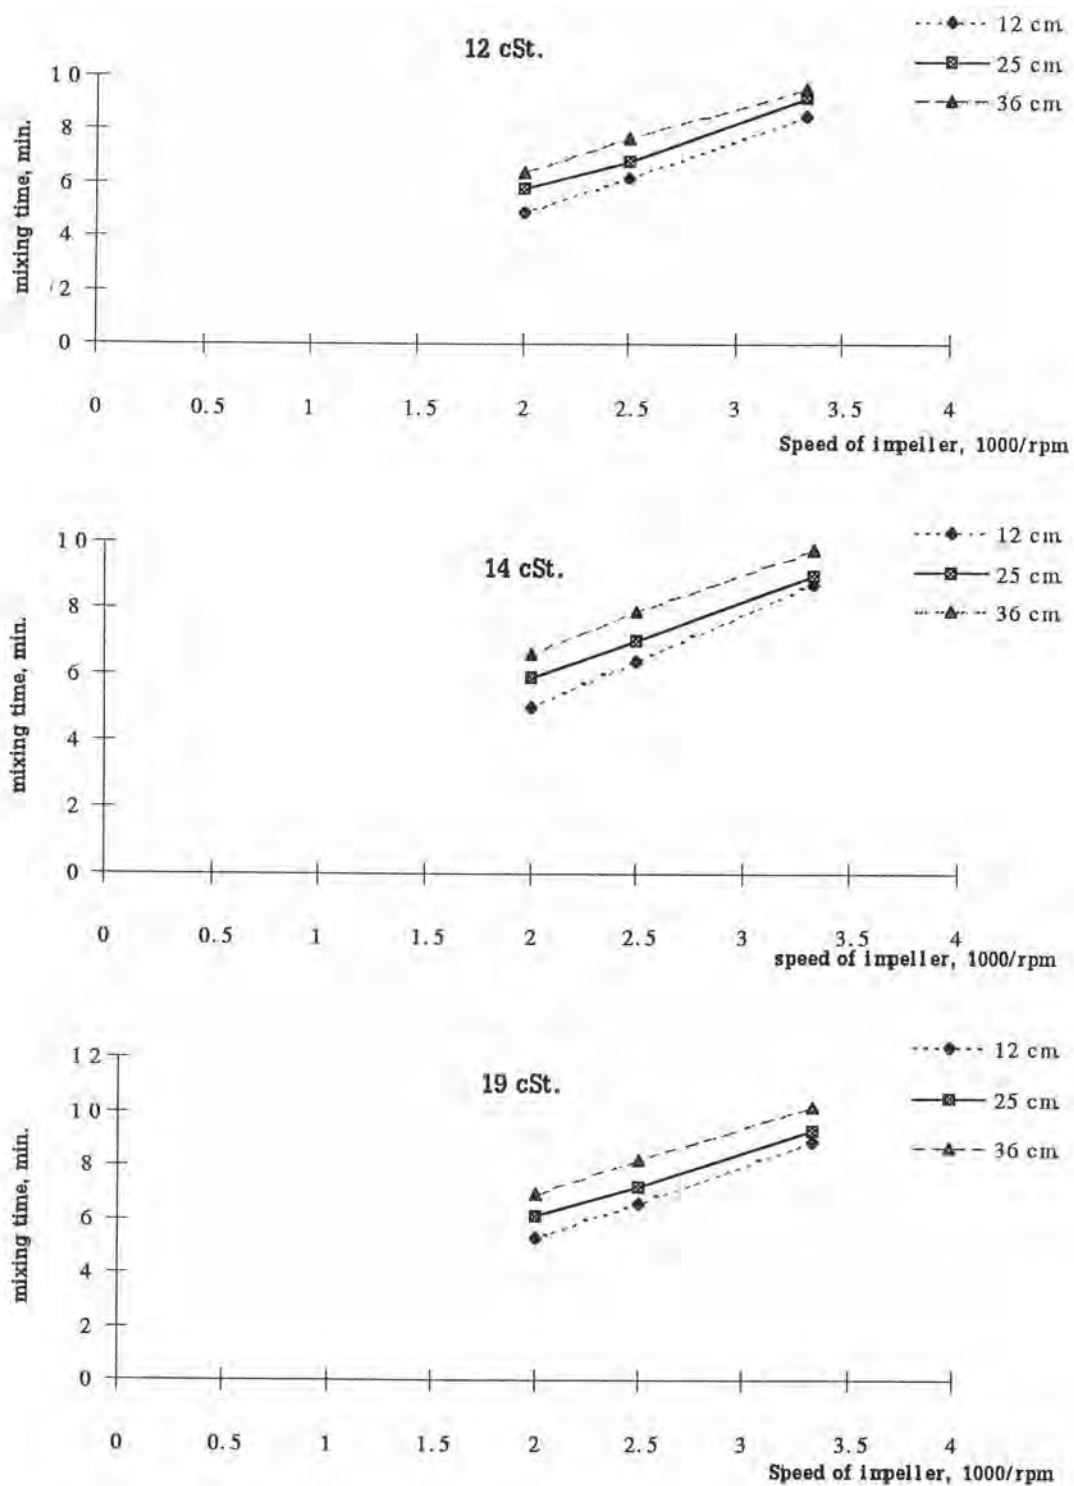 12 cSt.
12 cm
25 cm
36 cm
mixing time, min.
10
8
6
4
2
0
0 0.5 1 1.5 2 2.5 3 3.5 4
Speed of impeller, 1000/rpm
14 cSt.
12 cm
25 cm
36 cm
mixing time, min.
10
8
6
4
2
0
0 0.5 1 1.5 2 2.5 3 3.5 4
speed of impeller, 1000/rpm
19 cSt.
12 cm
25 cm
36 cm
mixing time, min.
12
10
8
6
4
2
0
0 0.5 1 1.5 2 2.5 3 3.5 4
Speed of impeller, 1000/rpm